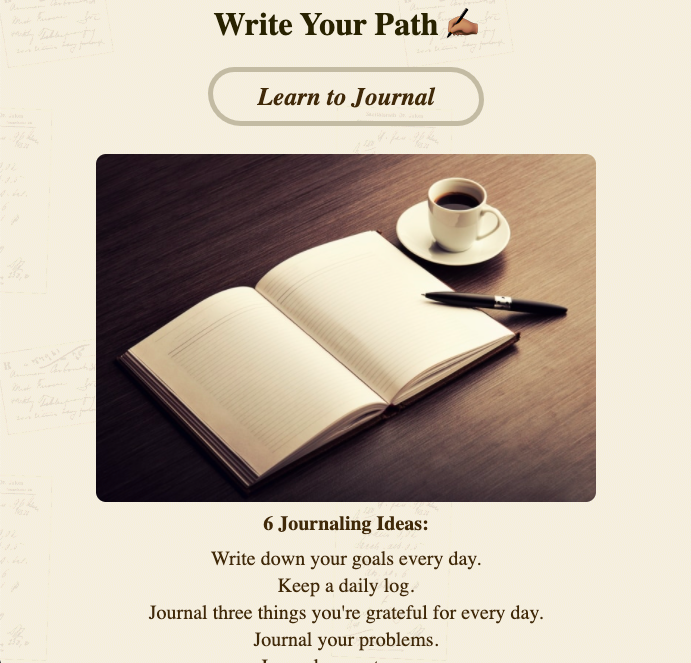 Write Your Path ✍🏽
Learn to Journal
6 Journaling Ideas:
Write down your goals every day.
Keep a daily log.
Journal three things you're grateful for every day.
Journal your problems.